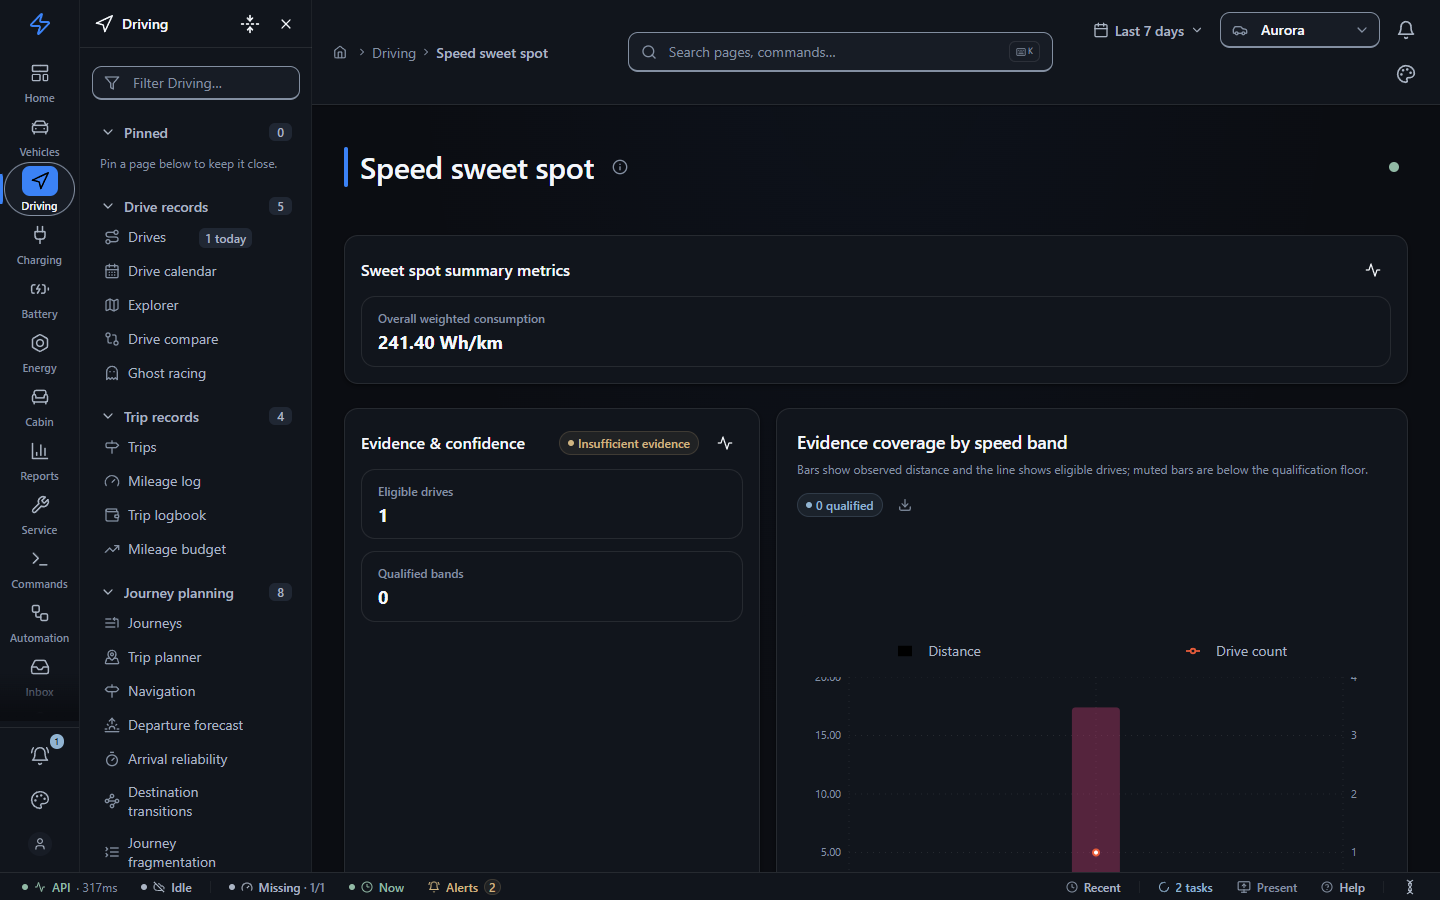 Home
Vehicles
Driving
Charging
Battery
Energy
Cabin
Reports
Service
Commands
Automation
Inbox
1
Driving
Filter Driving...
Pinned 0
Pin a page below to keep it close.
Drive records 5
Drives 1 today
Drive calendar
Explorer
Drive compare
Ghost racing
Trip records 4
Trips
Mileage log
Trip logbook
Mileage budget
Journey planning 8
Journeys
Trip planner
Navigation
Departure forecast
Arrival reliability
Destination
transitions
Journey
fragmentation
Driving Speed sweet spot
Search pages, commands... K
Last 7 days
Aurora
Speed sweet spot
Sweet spot summary metrics
Overall weighted consumption
241.40 Wh/km
Evidence & confidence Insufficient evidence
Eligible drives
1
Qualified bands
0
Evidence coverage by speed band
Bars show observed distance and the line shows eligible drives; muted bars are below the qualification floor.
0 qualified
Distance Drive count
20.00 4
15.00 3
10.00 2
5.00 1
API · 317ms Idle Missing · 1/1 Now Alerts 2 Recent 2 tasks Present Help